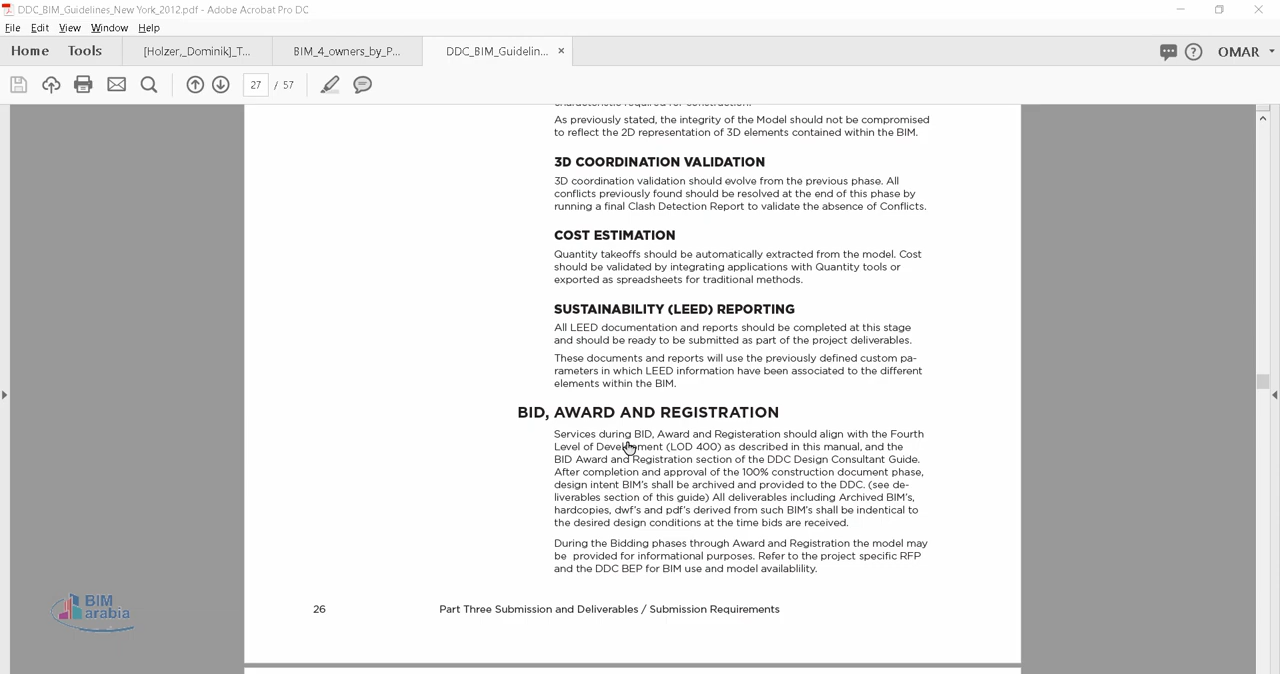 DDC_BIM_Guidelines_New York_2012.pdf - Adobe Acrobat Pro DC
File Edit View Window Help
Home Tools [Holzer,_Dominik]_T... BIM_4_owners_by_P... DDC_BIM_Guidelin... × OMAR
27 / 57
characteristic required for construction.
As previously stated, the integrity of the Model should not be compromised
to reflect the 2D representation of 3D elements contained within the BIM.
3D COORDINATION VALIDATION
3D coordination validation should evolve from the previous phase. All
conflicts previously found should be resolved at the end of this phase by
running a final Clash Detection Report to validate the absence of Conflicts.
COST ESTIMATION
Quantity takeoffs should be automatically extracted from the model. Cost
should be validated by integrating applications with Quantity tools or
exported as spreadsheets for traditional methods.
SUSTAINABILITY (LEED) REPORTING
All LEED documentation and reports should be completed at this stage
and should be ready to be submitted as part of the project deliverables.
These documents and reports will use the previously defined custom pa-
rameters in which LEED information have been associated to the different
elements within the BIM.
BID, AWARD AND REGISTRATION
Services during BID, Award and Registeration should align with the Fourth
Level of Development (LOD 400) as described in this manual, and the
BID Award and Registration section of the DDC Design Consultant Guide.
After completion and approval of the 100% construction document phase,
design intent BIM's shall be archived and provided to the DDC. (see de-
liverables section of this guide) All deliverables including Archived BIM's,
hardcopies, dwf's and pdf's derived from such BIM's shall be indentical to
the desired design conditions at the time bids are received.
During the Bidding phases through Award and Registration the model may
be provided for informational purposes. Refer to the project specific RFP
and the DDC BEP for BIM use and model availablility.
26 Part Three Submission and Deliverables / Submission Requirements
BIM
arabia